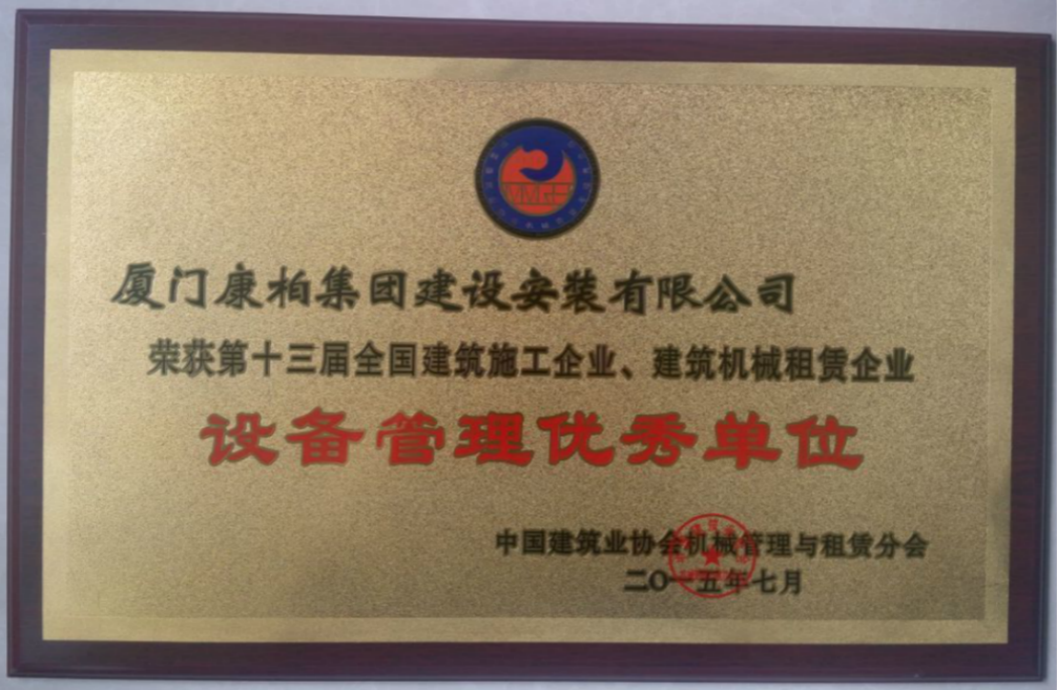 厦门康柏集团建设安装有限公司
荣获第十三届全国建筑施工企业、建筑机械租赁企业
设备管理优秀单位
中国建筑业协会机械管理与租赁分会
二〇一五年七月